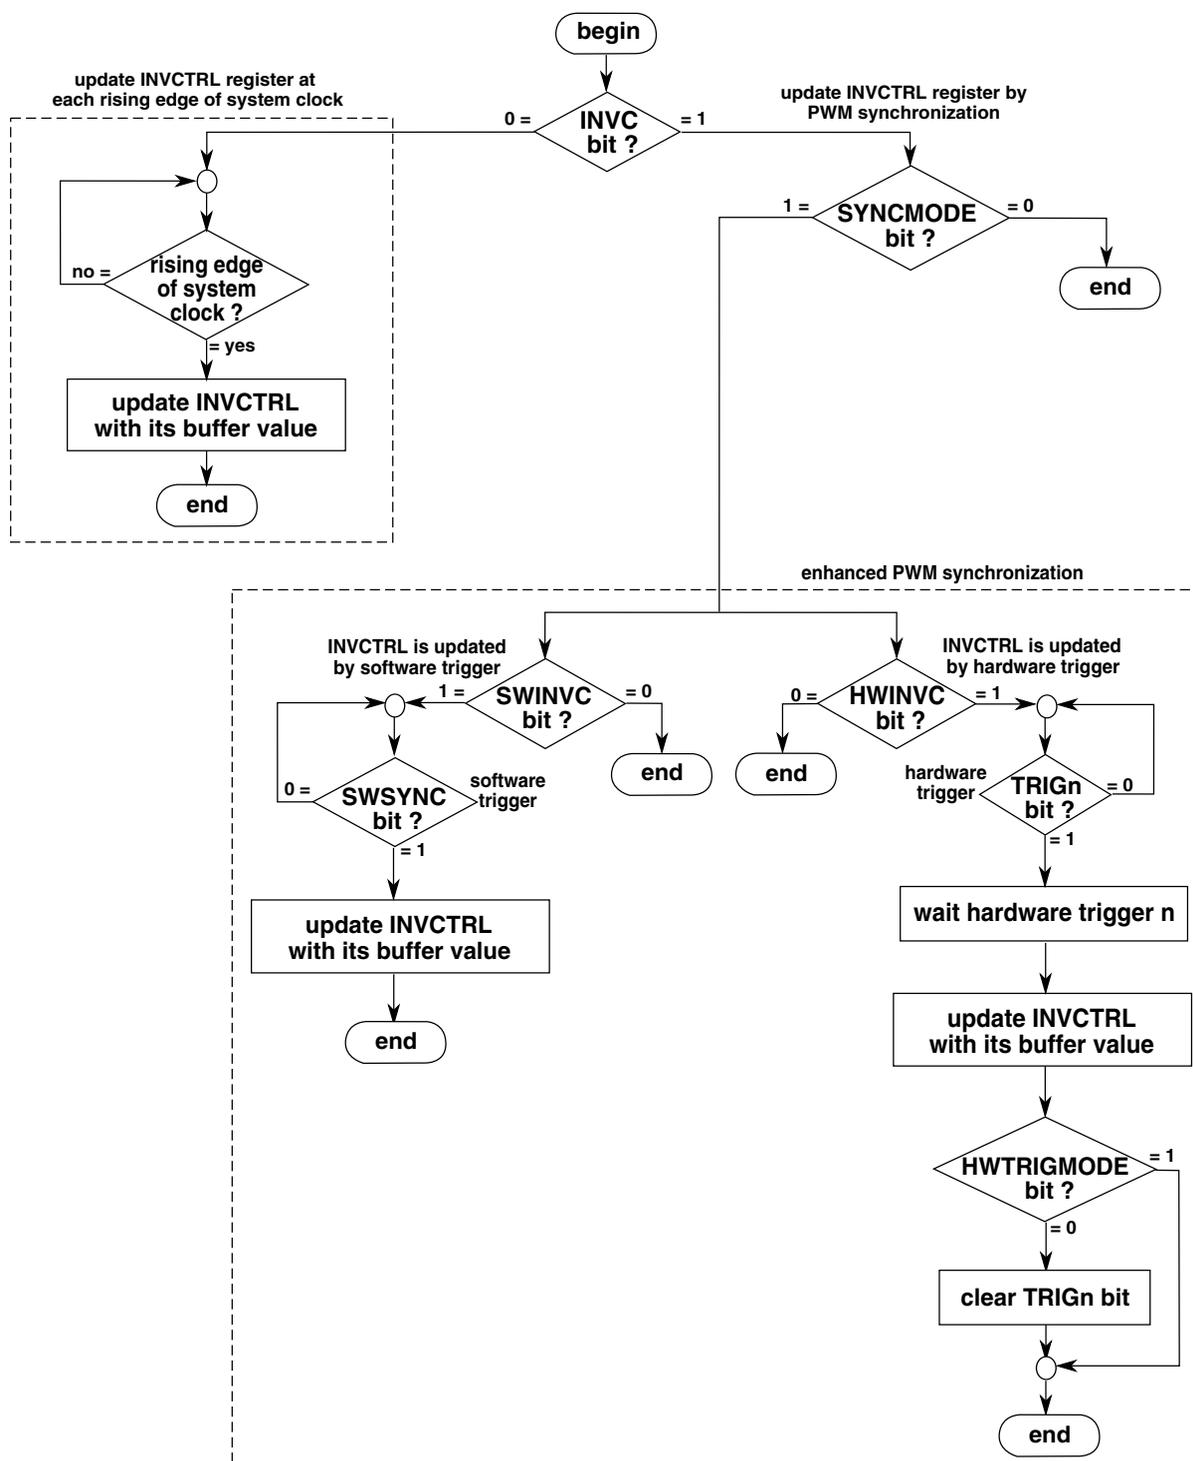 begin
update INVCTRL register at
each rising edge of system clock
0 =
INVC
bit ?
= 1
update INVCTRL register by
PWM synchronization
1 =
SYNCMODE
bit ?
= 0
end
no =
rising edge
of system
clock ?
= yes
update INVCTRL
with its buffer value
end
enhanced PWM synchronization
INVCTRL is updated
by software trigger
1 =
SWINVC
bit ?
= 0
end
0 =
HWINVC
bit ?
= 1
end
INVCTRL is updated
by hardware trigger
0 =
SWSYNC
bit ?
software
trigger
= 1
update INVCTRL
with its buffer value
end
hardware
trigger
TRIGn
bit ?
= 0
= 1
wait hardware trigger n
update INVCTRL
with its buffer value
HWTRIGMODE
bit ?
= 1
= 0
clear TRIGn bit
end